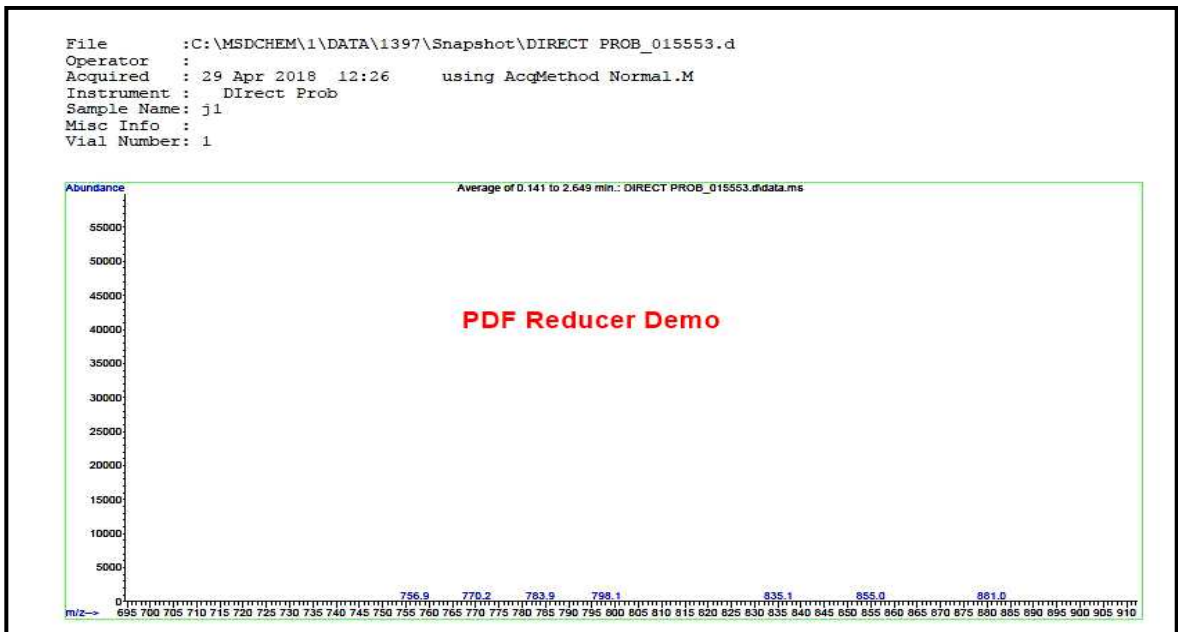 File :C:\MSDCHEM\1\DATA\1397\Snapshot\DIRECT PROB_015553.d
Operator :
Acquired : 29 Apr 2018 12:26 using AcqMethod Normal.M
Instrument : DIrect Prob
Sample Name: j1
Misc Info :
Vial Number: 1
Abundance
Average of 0.141 to 2.649 min.: DIRECT PROB_015553.d\data.ms
55000
50000
45000
PDF Reducer Demo
40000
35000
30000
25000
20000
15000
10000
5000
756.9 770.2 783.9 798.1 835.1 855.0 881.0
0
m/z--> 695 700 705 710 715 720 725 730 735 740 745 750 755 760 765 770 775 780 785 790 795 800 805 810 815 820 825 830 835 840 845 850 855 860 865 870 875 880 885 890 895 900 905 910